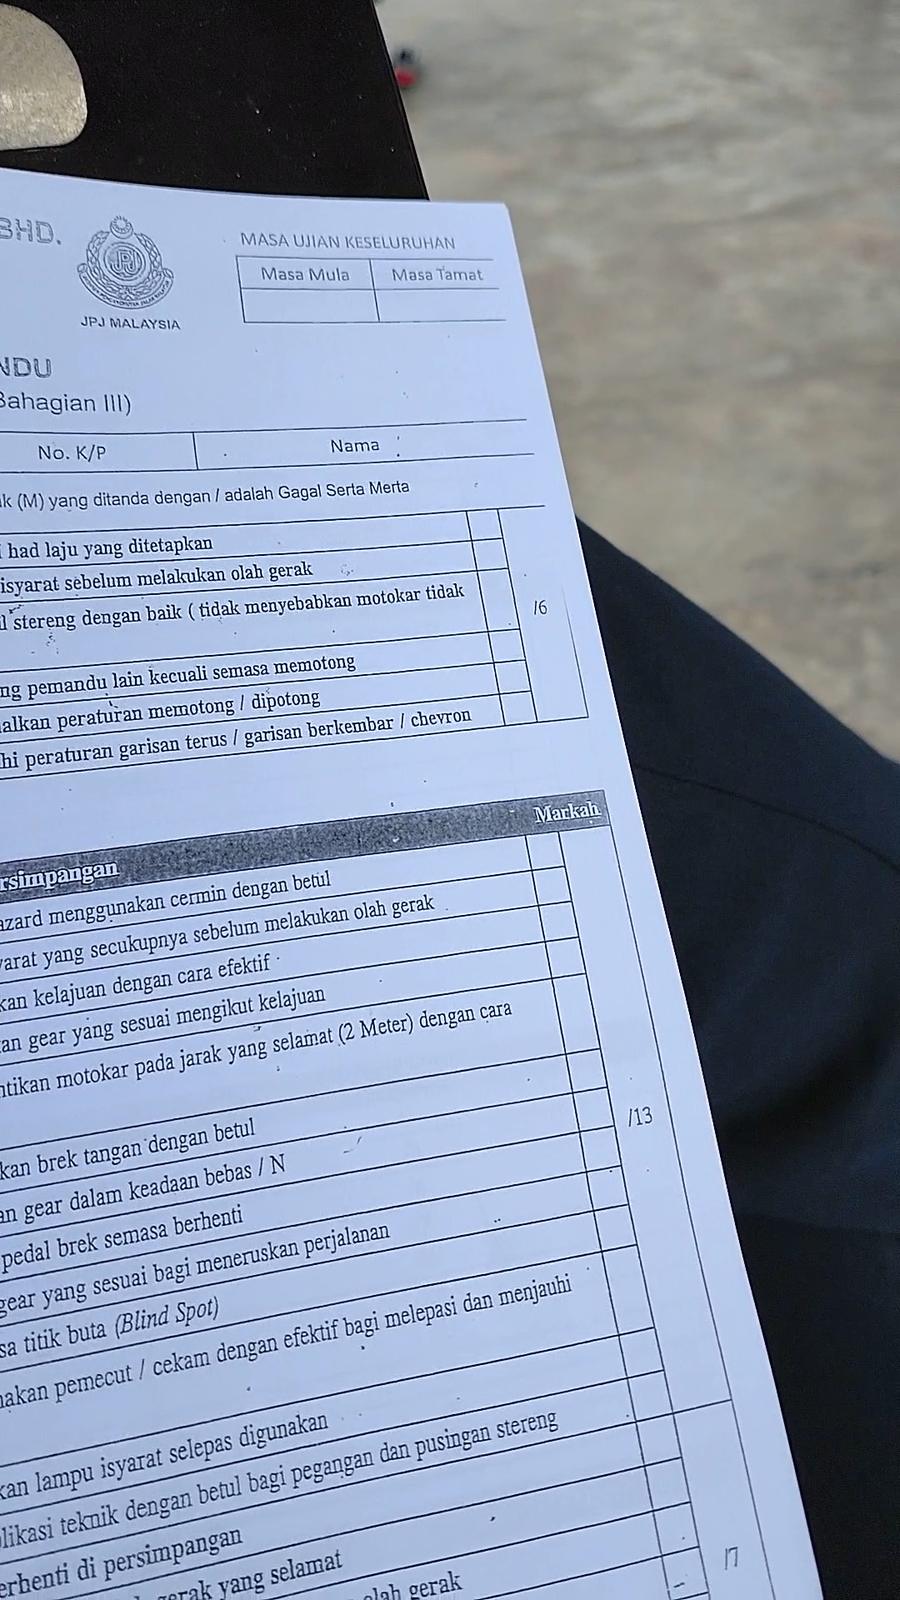 BHD.
MASA UJIAN KESELURUHAN
Masa Mula Masa Tamat
JPJ
JPJ MALAYSIA
NDU
Bahagian III)
No. K/P Nama
(M) yang ditanda dengan / adalah Gagal Serta Merta
had laju yang ditetapkan
isyarat sebelum melakukan olah gerak
stereng dengan baik ( tidak menyebabkan motokar tidak
/6
ng pemandu lain kecuali semasa memotong
alkan peraturan memotong / dipotong
hi peraturan garisan terus / garisan berkembar / chevron
Markah
rsimpangan
azard menggunakan cermin dengan betul
yarat yang secukupnya sebelum melakukan olah gerak
kan kelajuan dengan cara efektif
an gear yang sesuai mengikut kelajuan
ntikan motokar pada jarak yang selamat (2 Meter) dengan cara
/13
kan brek tangan dengan betul
an gear dalam keadaan bebas / N
pedal brek semasa berhenti
gear yang sesuai bagi meneruskan perjalanan
sa titik buta (Blind Spot)
nakan pemecut / cekam dengan efektif bagi melepasi dan menjauhi
kan lampu isyarat selepas digunakan
likasi teknik dengan betul bagi pegangan dan pusingan stereng
erhenti di persimpangan
gerak yang selamat
/7
olah gerak